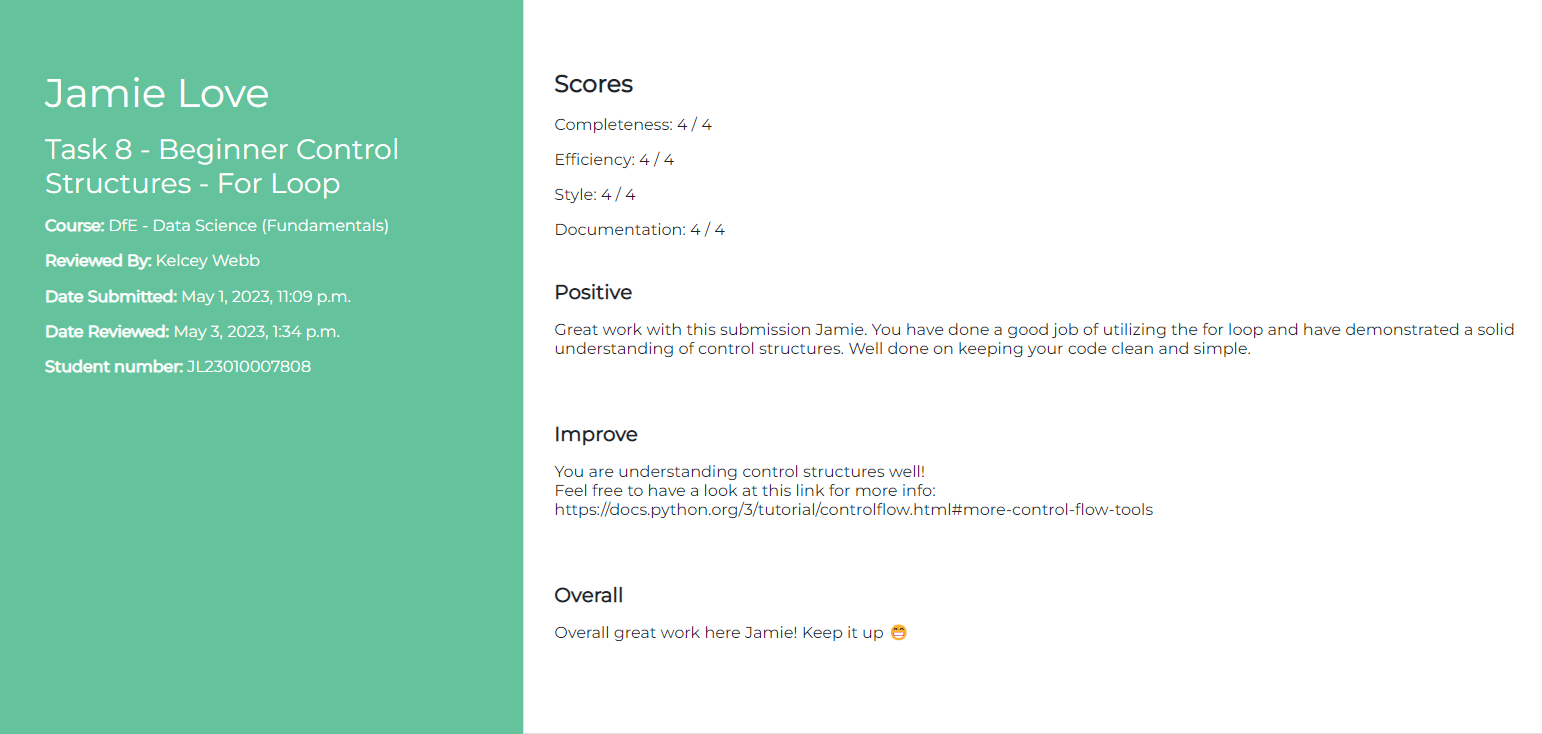 Jamie Love
Task 8 - Beginner Control
Structures - For Loop
Course: DfE - Data Science (Fundamentals)
Reviewed By: Kelcey Webb
Date Submitted: May 1, 2023, 11:09 p.m.
Date Reviewed: May 3, 2023, 1:34 p.m.
Student number: JL23010007808
Scores
Completeness: 4 / 4
Efficiency: 4 / 4
Style: 4 / 4
Documentation: 4 / 4
Positive
Great work with this submission Jamie. You have done a good job of utilizing the for loop and have demonstrated a solid
understanding of control structures. Well done on keeping your code clean and simple.
Improve
You are understanding control structures well!
Feel free to have a look at this link for more info:
https://docs.python.org/3/tutorial/controlflow.html#more-control-flow-tools
Overall
Overall great work here Jamie! Keep it up 😁